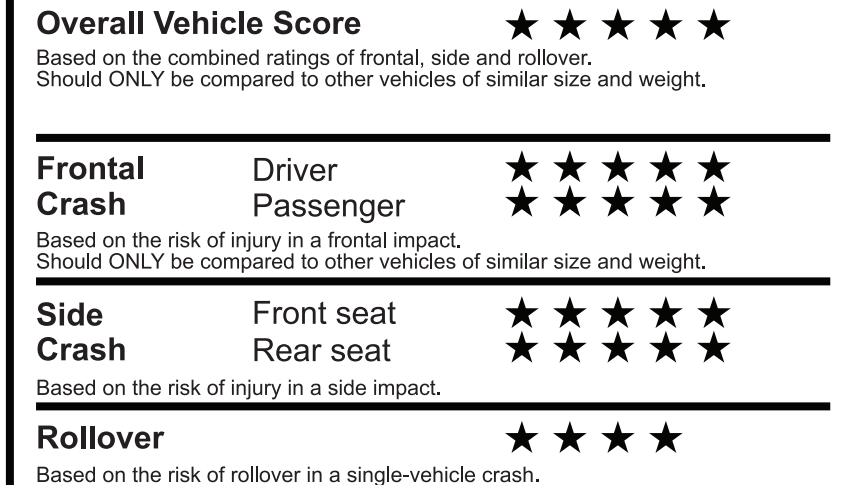 Overall Vehicle Score ★ ★ ★ ★ ★
Based on the combined ratings of frontal, side and rollover.
Should ONLY be compared to other vehicles of similar size and weight.
Frontal Driver ★ ★ ★ ★ ★
Crash Passenger ★ ★ ★ ★ ★
Based on the risk of injury in a frontal impact.
Should ONLY be compared to other vehicles of similar size and weight.
Side Front seat ★ ★ ★ ★ ★
Crash Rear seat ★ ★ ★ ★ ★
Based on the risk of injury in a side impact.
Rollover ★ ★ ★ ★
Based on the risk of rollover in a single-vehicle crash.